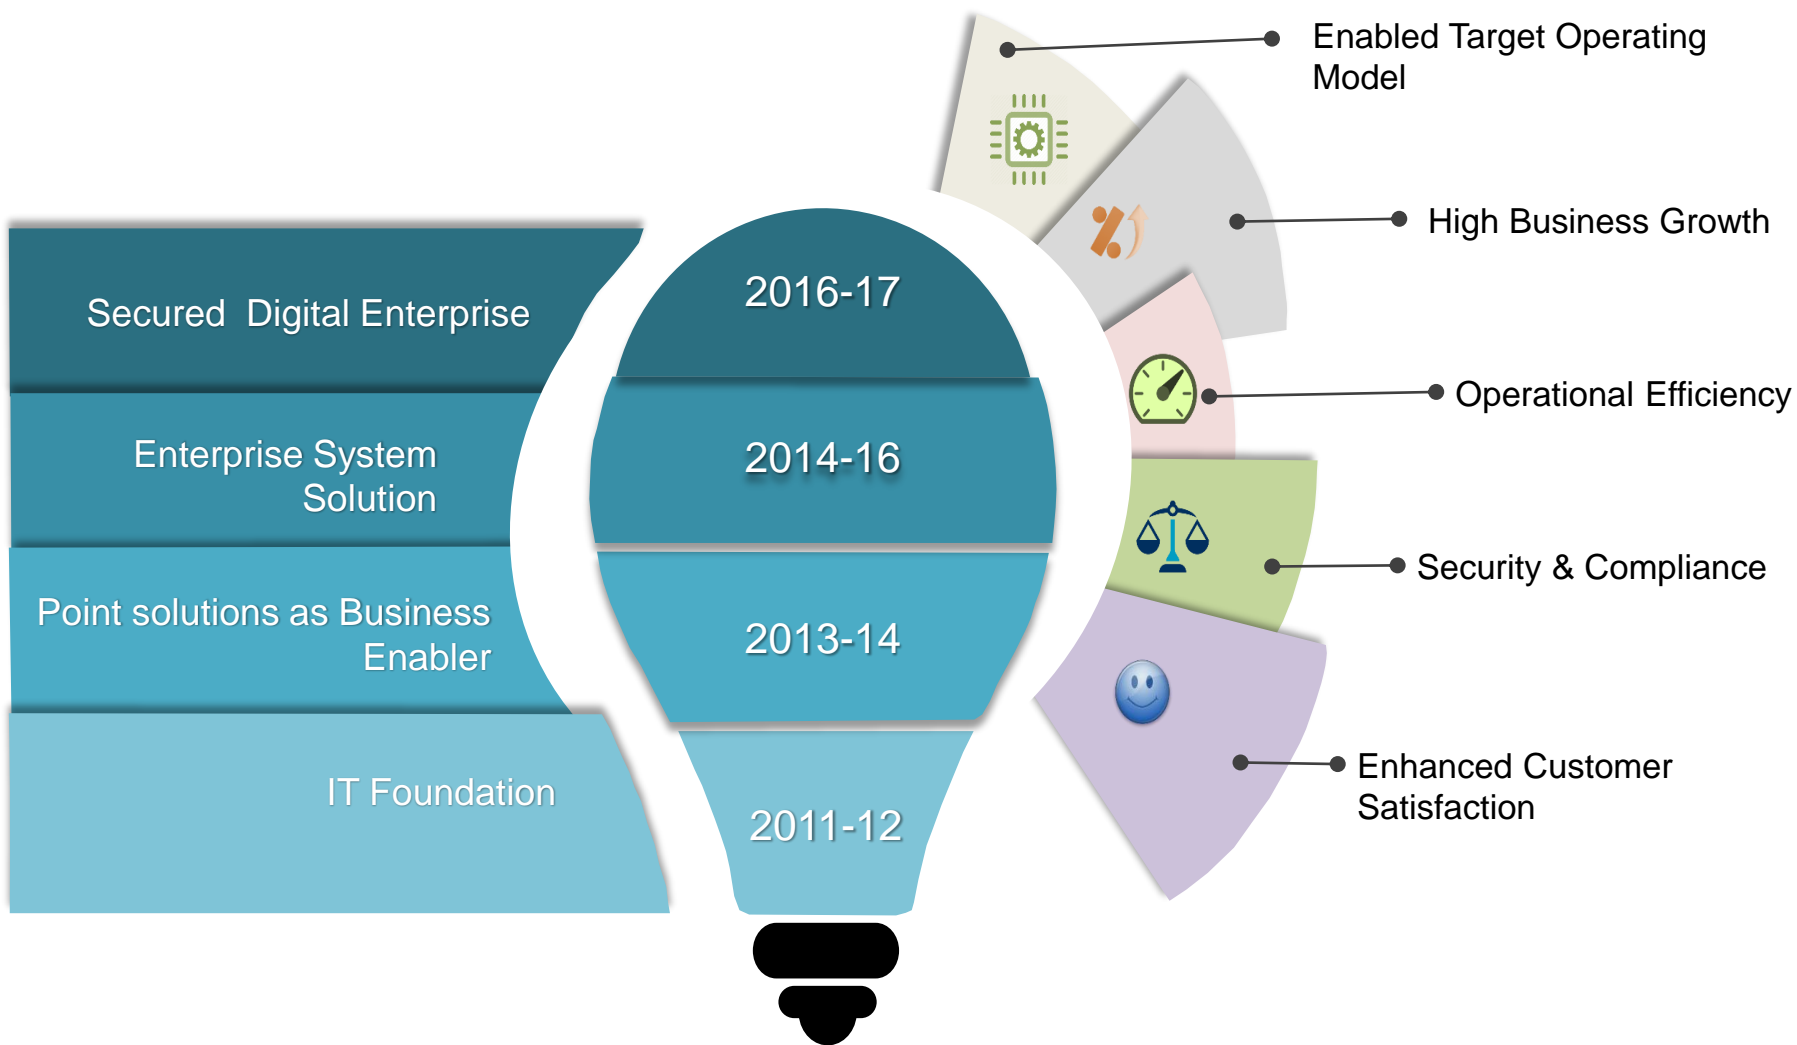 Secured  Digital Enterprise
Enterprise System
Solution
Point solutions as Business
Enabler
IT Foundation
2016-17
2014-16
2013-14
2011-12
Enabled Target Operating
Model
High Business Growth
Operational Efficiency
Security & Compliance
Enhanced Customer
Satisfaction